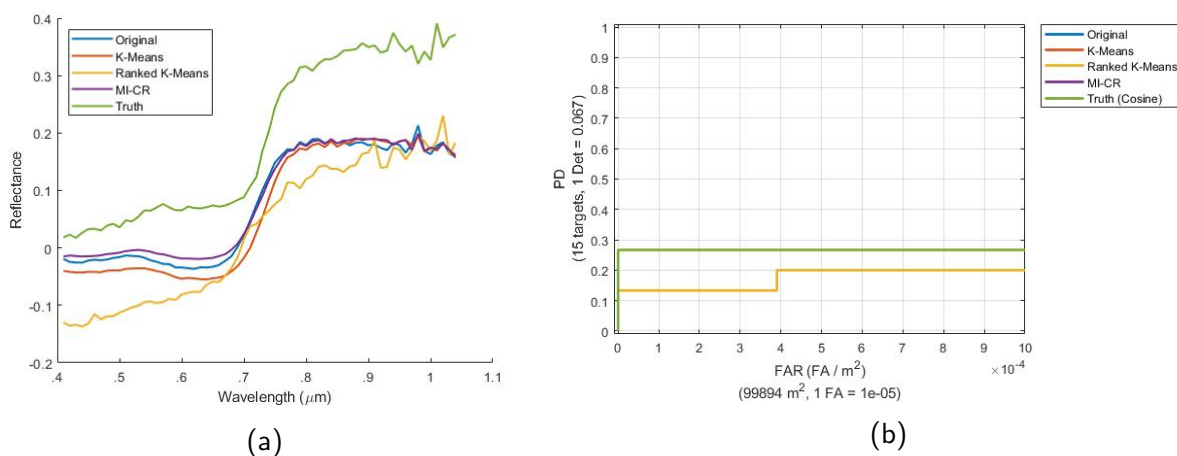 0.4
0.3
0.2
0.1
0
-0.1
-0.2
Reflectance
.4
.5
.6
.7
.8
.9
1
1.1
Wavelength (μm)
Original
K-Means
Ranked K-Means
MI-CR
Truth
(a)
1
0.9
0.8
0.7
0.6
0.5
0.4
0.3
0.2
0.1
0
PD
(15 targets, 1 Det = 0.067)
0
1
2
3
4
5
6
7
8
9
10
×10⁻⁴
FAR (FA / m²)
(99894 m², 1 FA = 1e-05)
Original
K-Means
Ranked K-Means
MI-CR
Truth (Cosine)
(b)